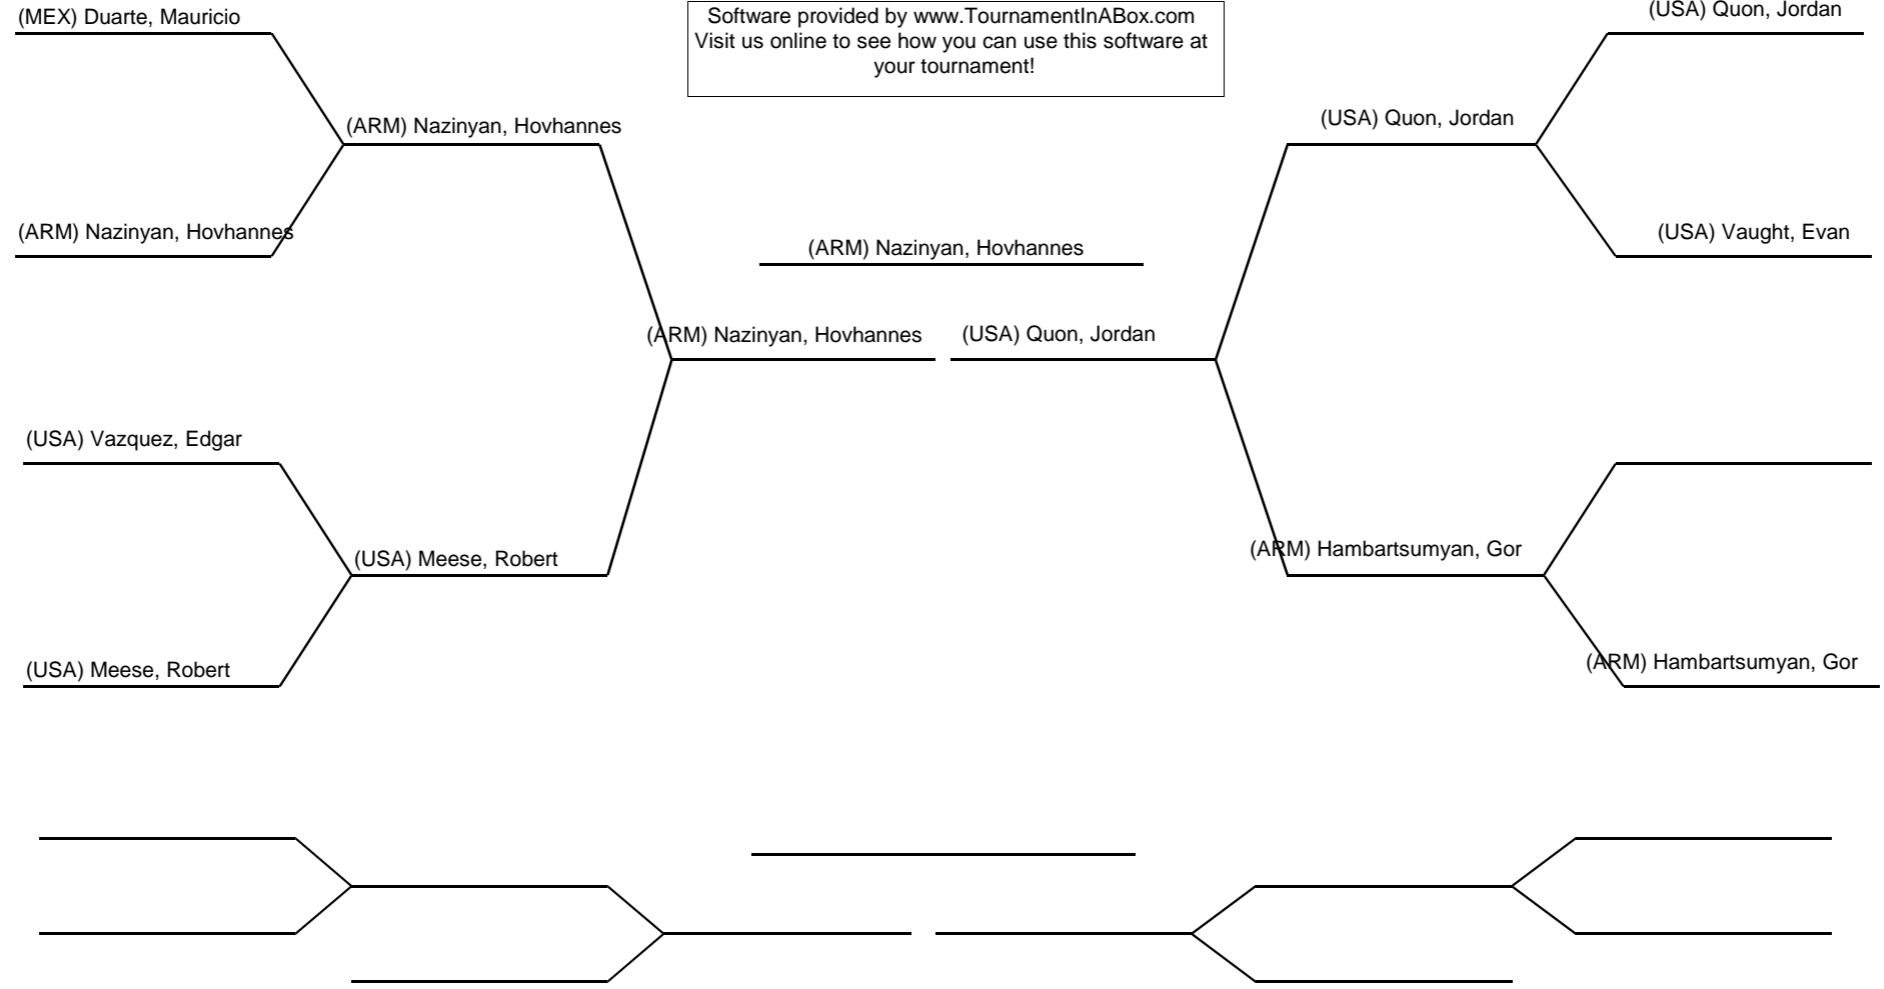 (MEX) Duarte, Mauricio
Software provided by www.TournamentInABox.com
Visit us online to see how you can use this software at
your tournament!
(USA) Quon, Jordan
(ARM) Nazinyan, Hovhannes
(USA) Quon, Jordan
(ARM) Nazinyan, Hovhannes
(ARM) Nazinyan, Hovhannes
(USA) Vaught, Evan
(ARM) Nazinyan, Hovhannes
(USA) Quon, Jordan
(USA) Vazquez, Edgar
(USA) Meese, Robert
(ARM) Hambartsumyan, Gor
(USA) Meese, Robert
(ARM) Hambartsumyan, Gor